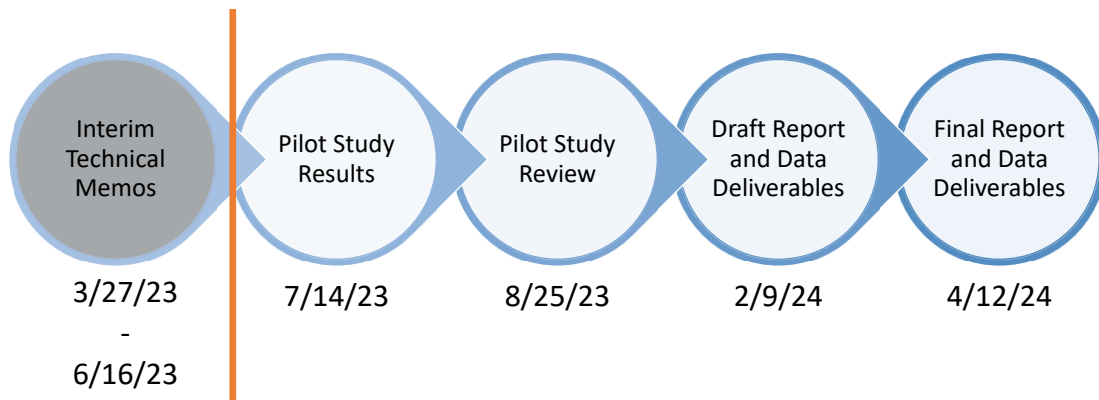 Interim
Technical
Memos
Pilot Study
Results
Pilot Study
Review
Draft Report
and Data
Deliverables
Final Report
and Data
Deliverables
3/27/23
-
6/16/23
7/14/23
8/25/23
2/9/24
4/12/24